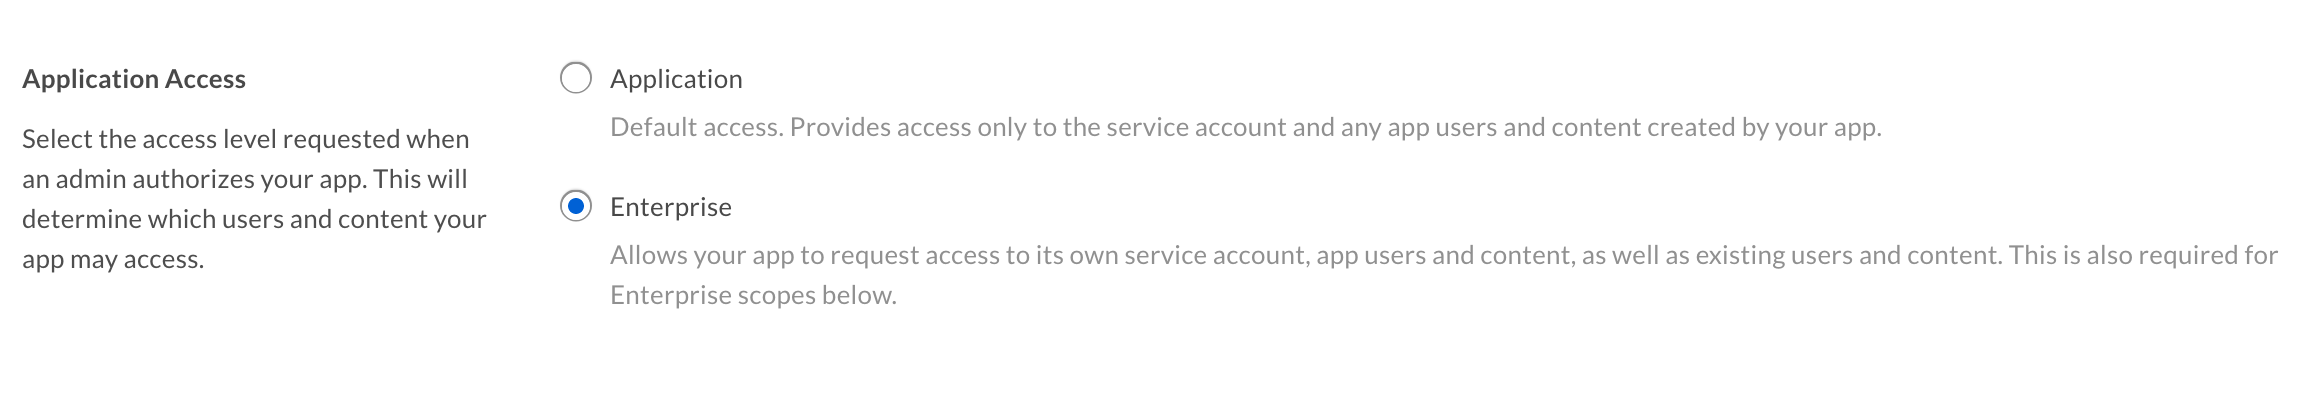 Application Access
Select the access level requested when
an admin authorizes your app. This will
determine which users and content your
app may access.
Application
Default access. Provides access only to the service account and any app users and content created by your app.
Enterprise
Allows your app to request access to its own service account, app users and content, as well as existing users and content. This is also required for
Enterprise scopes below.